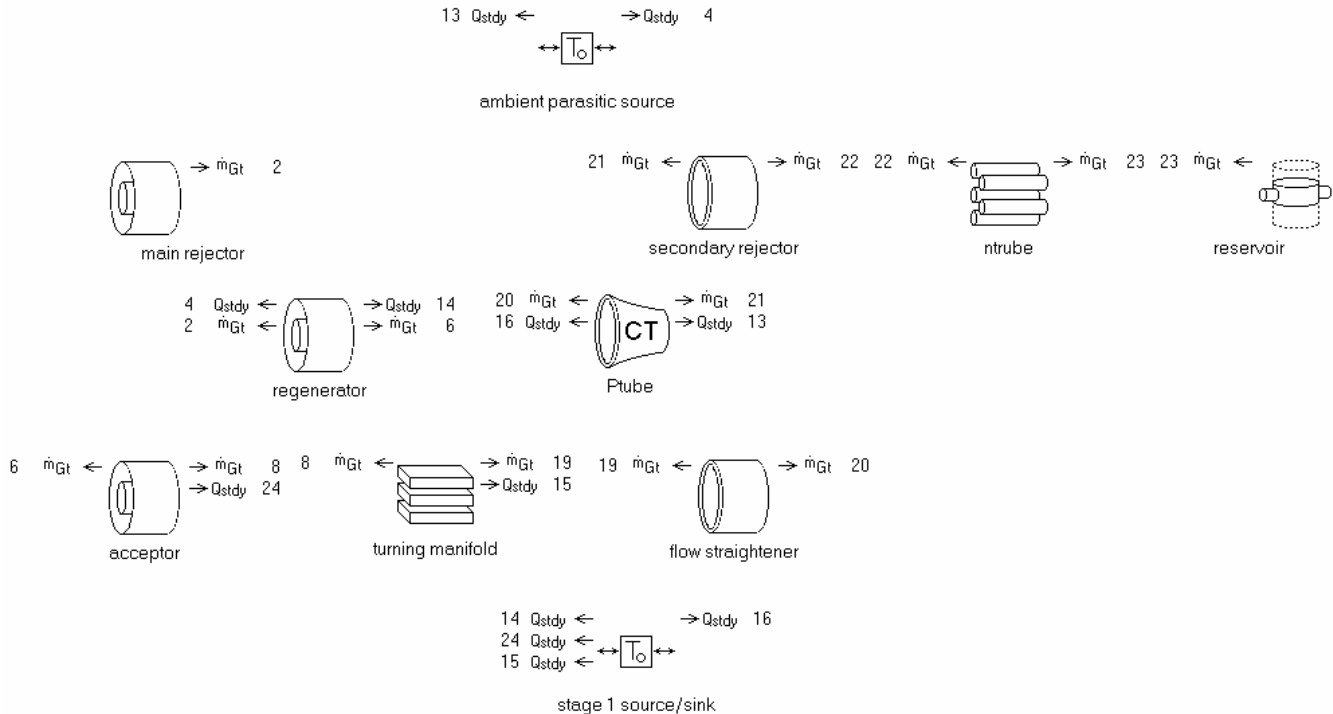 13 Qstdy ← → Qstdy 4
To
ambient parasitic source
→ ṁGt 2
21 ṁGt ← → ṁGt 22 22 ṁGt ← → ṁGt 23 23 ṁGt ←
main rejector secondary rejector ntrube reservoir
4 Qstdy ← → Qstdy 14 20 ṁGt ← → ṁGt 21
2 ṁGt ← → ṁGt 6 16 Qstdy ← CT → Qstdy 13
regenerator Ptube
6 ṁGt ← → ṁGt 8 8 ṁGt ← → ṁGt 19 19 ṁGt ← → ṁGt 20
→ Qstdy 24 → Qstdy 15
acceptor turning manifold flow straightener
14 Qstdy ← → Qstdy 16
24 Qstdy ← To
15 Qstdy ←
stage 1 source/sink